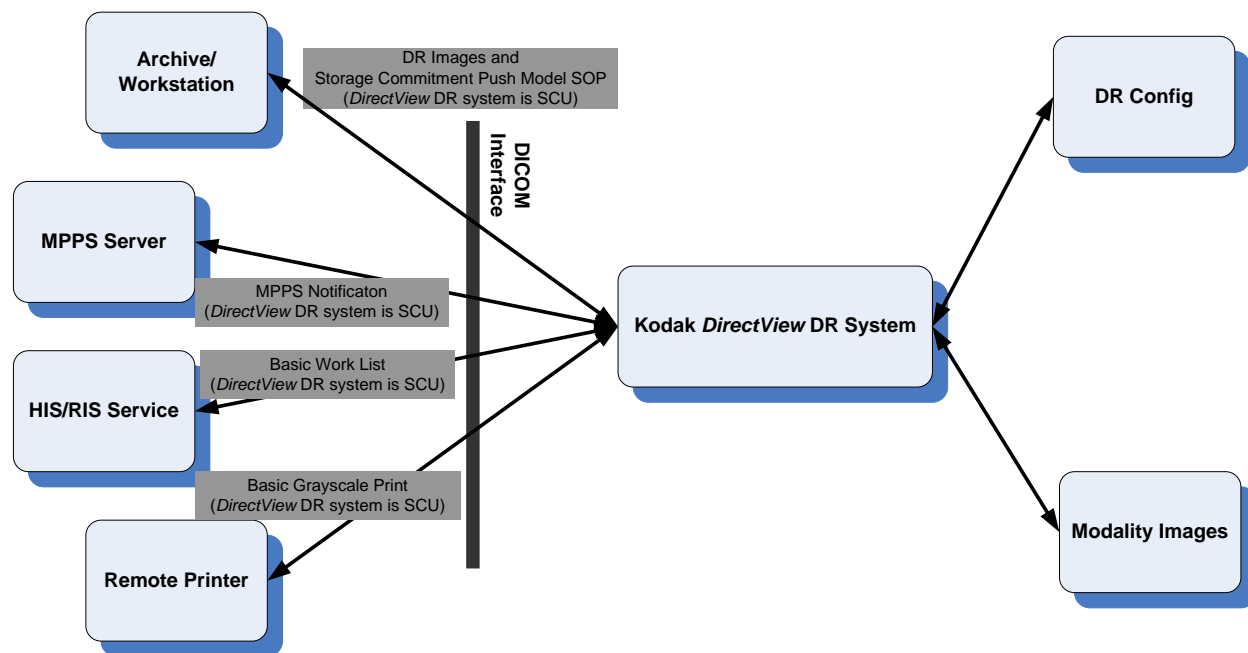 Archive/
Workstation
DR Images and
Storage Commitment Push Model SOP
(DirectView DR system is SCU)
DICOM
Interface
DR Config
MPPS Server
MPPS Notificaton
(DirectView DR system is SCU)
Kodak DirectView DR System
Basic Work List
(DirectView DR system is SCU)
HIS/RIS Service
Basic Grayscale Print
(DirectView DR system is SCU)
Remote Printer
Modality Images